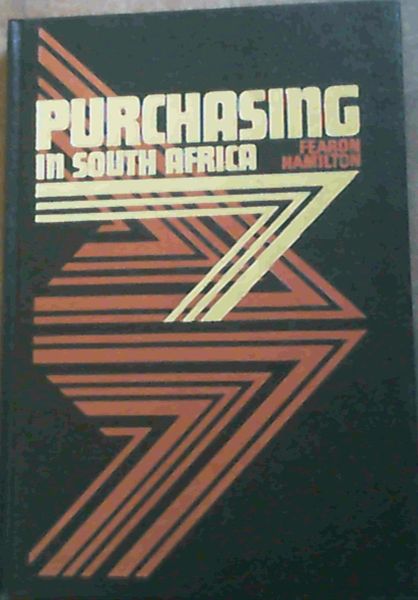 PURCHASING
IN SOUTH AFRICA
FEARON
HAMILTON